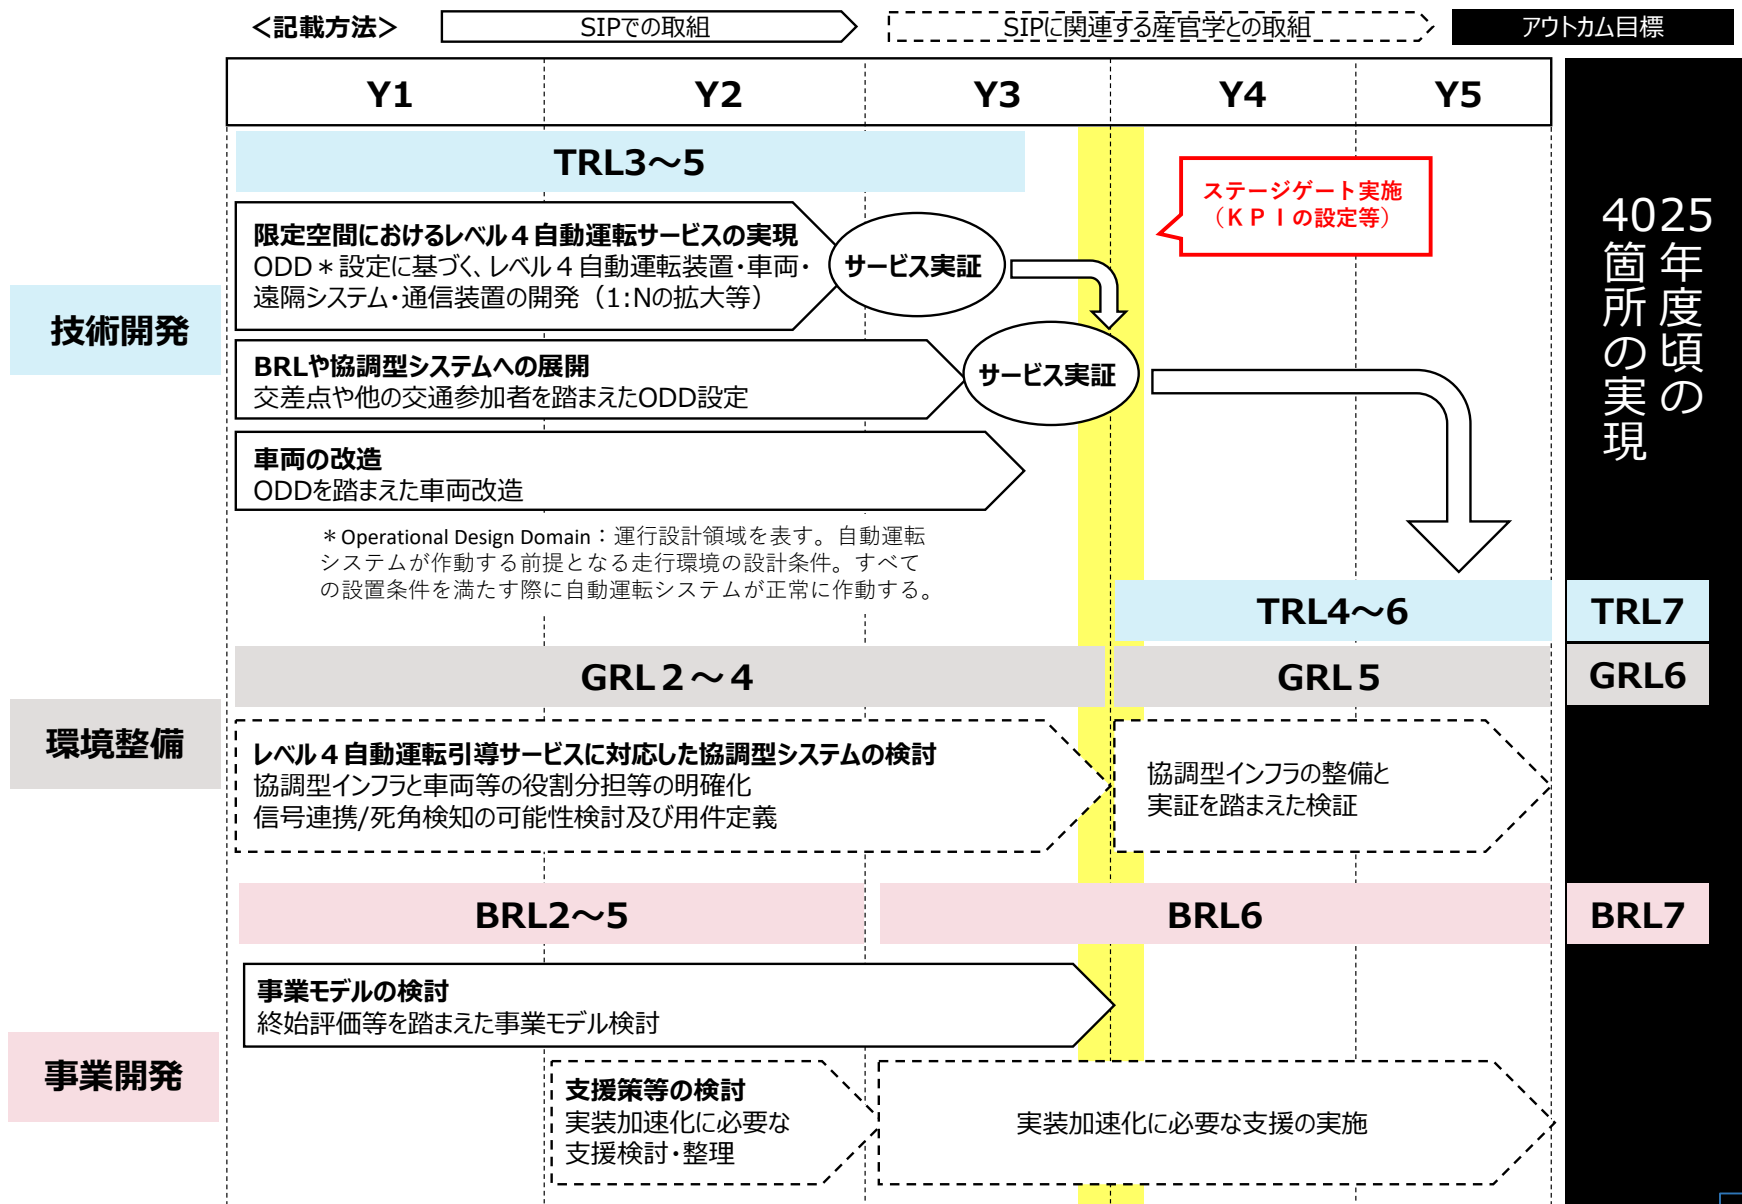 <記載方法>
SIPでの取組
SIPに関連する産官学との取組
アウトカム目標
Y1
Y2
Y3
Y4
Y5
25年度頃の
40箇所の実現
TRL3～5
ステージゲート実施
（ＫＰＩの設定等）
技術開発
限定空間におけるレベル４自動運転サービスの実現
ODD＊設定に基づく、レベル４自動運転装置・車両・
遠隔システム・通信装置の開発（1:Nの拡大等）
サービス実証
BRLや協調型システムへの展開
交差点や他の交通参加者を踏まえたODD設定
サービス実証
車両の改造
ODDを踏まえた車両改造
＊Operational Design Domain：運行設計領域を表す。自動運転
システムが作動する前提となる走行環境の設計条件。すべて
の設置条件を満たす際に自動運転システムが正常に作動する。
TRL4～6
TRL7
GRL２～４
GRL５
GRL6
環境整備
レベル４自動運転引導サービスに対応した協調型システムの検討
協調型インフラと車両等の役割分担等の明確化
信号連携/死角検知の可能性検討及び用件定義
協調型インフラの整備と
実証を踏まえた検証
BRL2～5
BRL6
BRL7
事業開発
事業モデルの検討
終始評価等を踏まえた事業モデル検討
支援策等の検討
実装加速化に必要な
支援検討・整理
実装加速化に必要な支援の実施